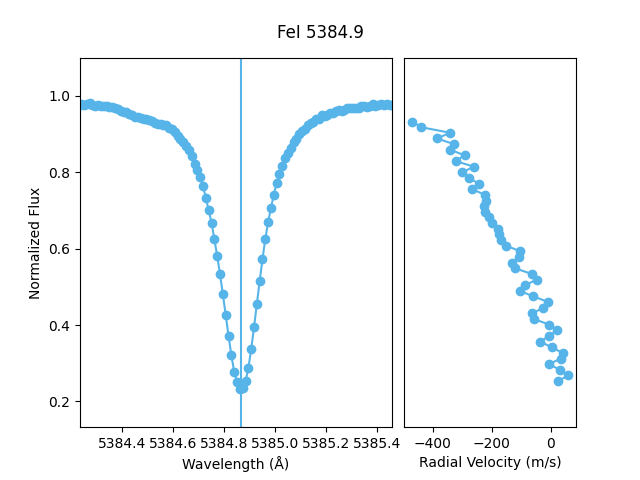 FeI 5384.9
1.0
0.8
0.6
0.4
0.2
Normalized Flux
5384.4 5384.6 5384.8 5385.0 5385.2 5385.4
Wavelength (Å)
−400 −200 0
Radial Velocity (m/s)